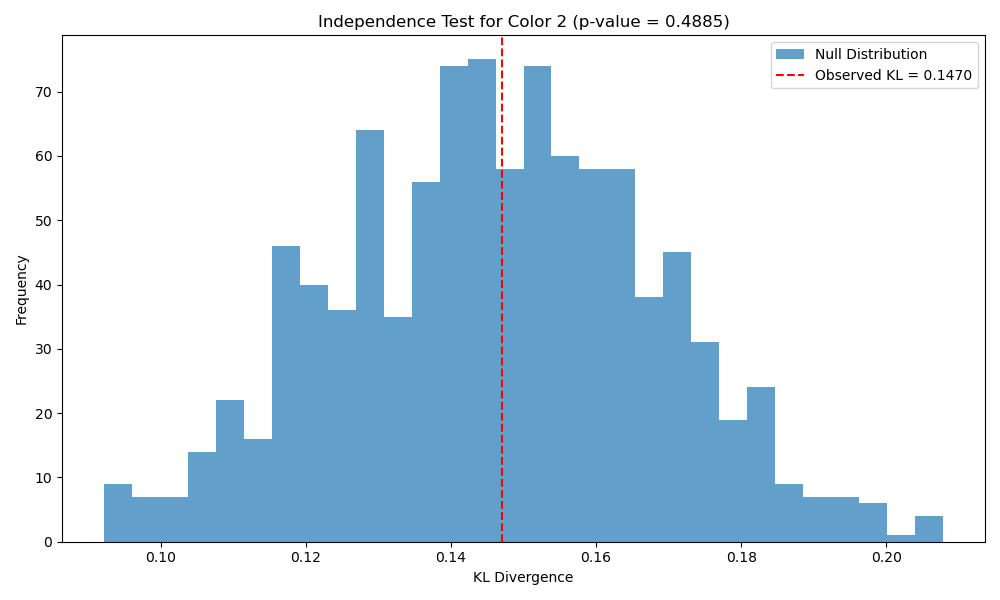 Independence Test for Color 2 (p-value = 0.4885)
Null Distribution
Observed KL = 0.1470
70
60
50
40
30
20
10
0
Frequency
0.10 0.12 0.14 0.16 0.18 0.20
KL Divergence